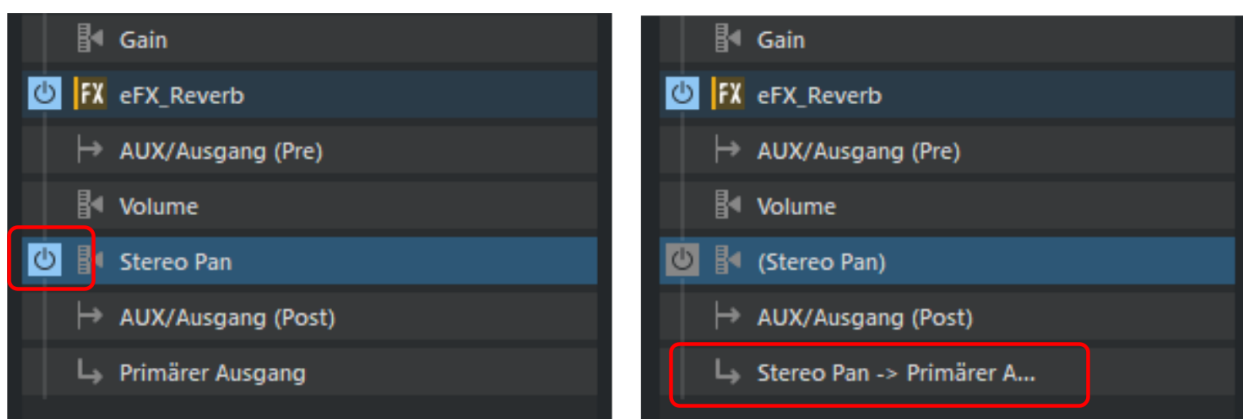 Gain
FX eFX_Reverb
AUX/Ausgang (Pre)
Volume
Stereo Pan
AUX/Ausgang (Post)
Primärer Ausgang
Gain
FX eFX_Reverb
AUX/Ausgang (Pre)
Volume
(Stereo Pan)
AUX/Ausgang (Post)
Stereo Pan -> Primärer A...